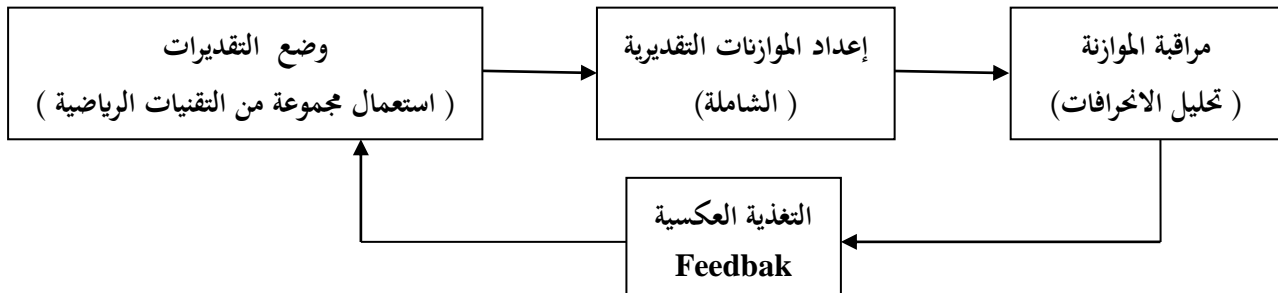 وضع التقديرات
( استعمال مجموعة من التقنيات الرياضية )
إعداد الموازنات التقديرية
( الشاملة)
مراقبة الموازنة
( تحليل الانحرافات)
التغذية العكسية
Feedbak